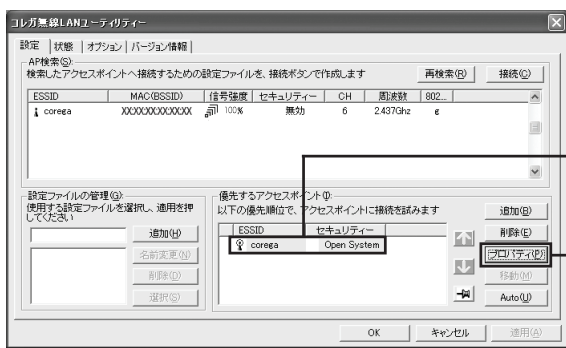 コレガ無線LANユーティリティー
設定 状態 オプション バージョン情報
AP検索(S):
検索したアクセスポイントへ接続するための設定ファイルを、接続ボタンで作成します
再検索(R) 接続(C)
ESSID MAC(BSSID) 信号強度 セキュリティー CH 周波数 802...
corega XX:XX:XX:XX:XX:XX 100% 無効 6 2.437Ghz g
設定ファイルの管理(G):
使用する設定ファイルを選択し、適用を押してください
追加(H)
名前変更(N)
削除(D)
選択(S)
優先するアクセスポイント(I):
以下の優先順位で、アクセスポイントに接続を試みます
ESSID セキュリティー
corega Open System
追加(B)
削除(E)
プロパティ(P)
移動(M)
Auto(U)
OK キャンセル 適用(A)